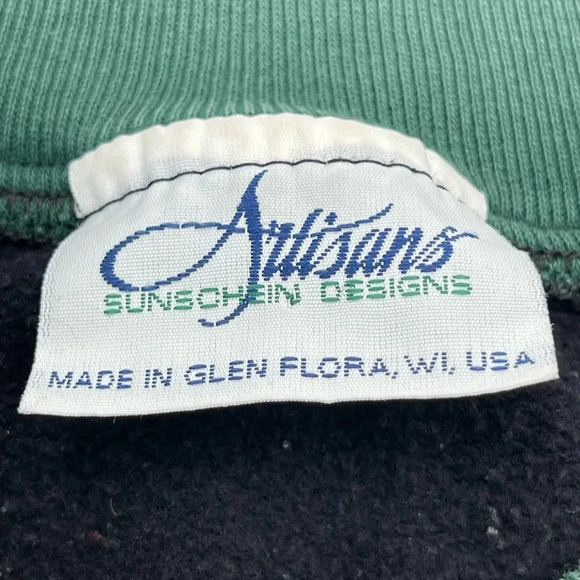 Artisans
SUNSCHEIN DESIGNS
MADE IN GLEN FLORA, WI, USA